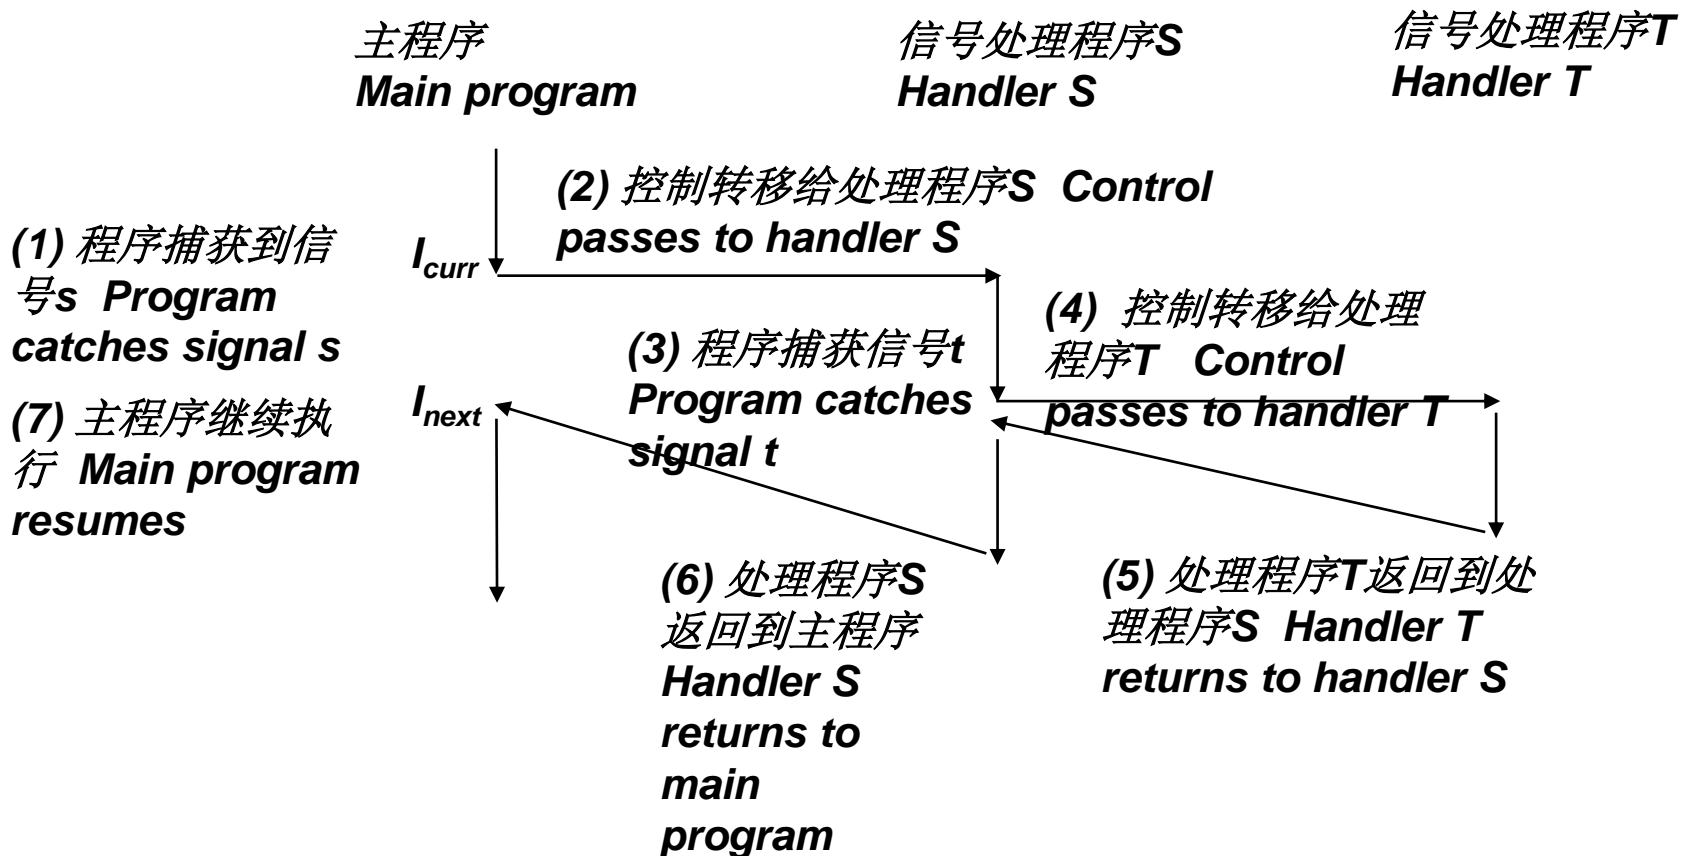 主程序
Main program
信号处理程序S
Handler S
信号处理程序T
Handler T
(1) 程序捕获到信
号s Program
catches signal s
I curr
(2) 控制转移给处理程序S Control
passes to handler S
(3) 程序捕获信号t
Program catches
signal t
(4) 控制转移给处理
程序T Control
passes to handler T
(7) 主程序继续执
行 Main program
resumes
I next
(6) 处理程序S
返回到主程序
Handler S
returns to
main
program
(5) 处理程序T返回到处
理程序S Handler T
returns to handler S